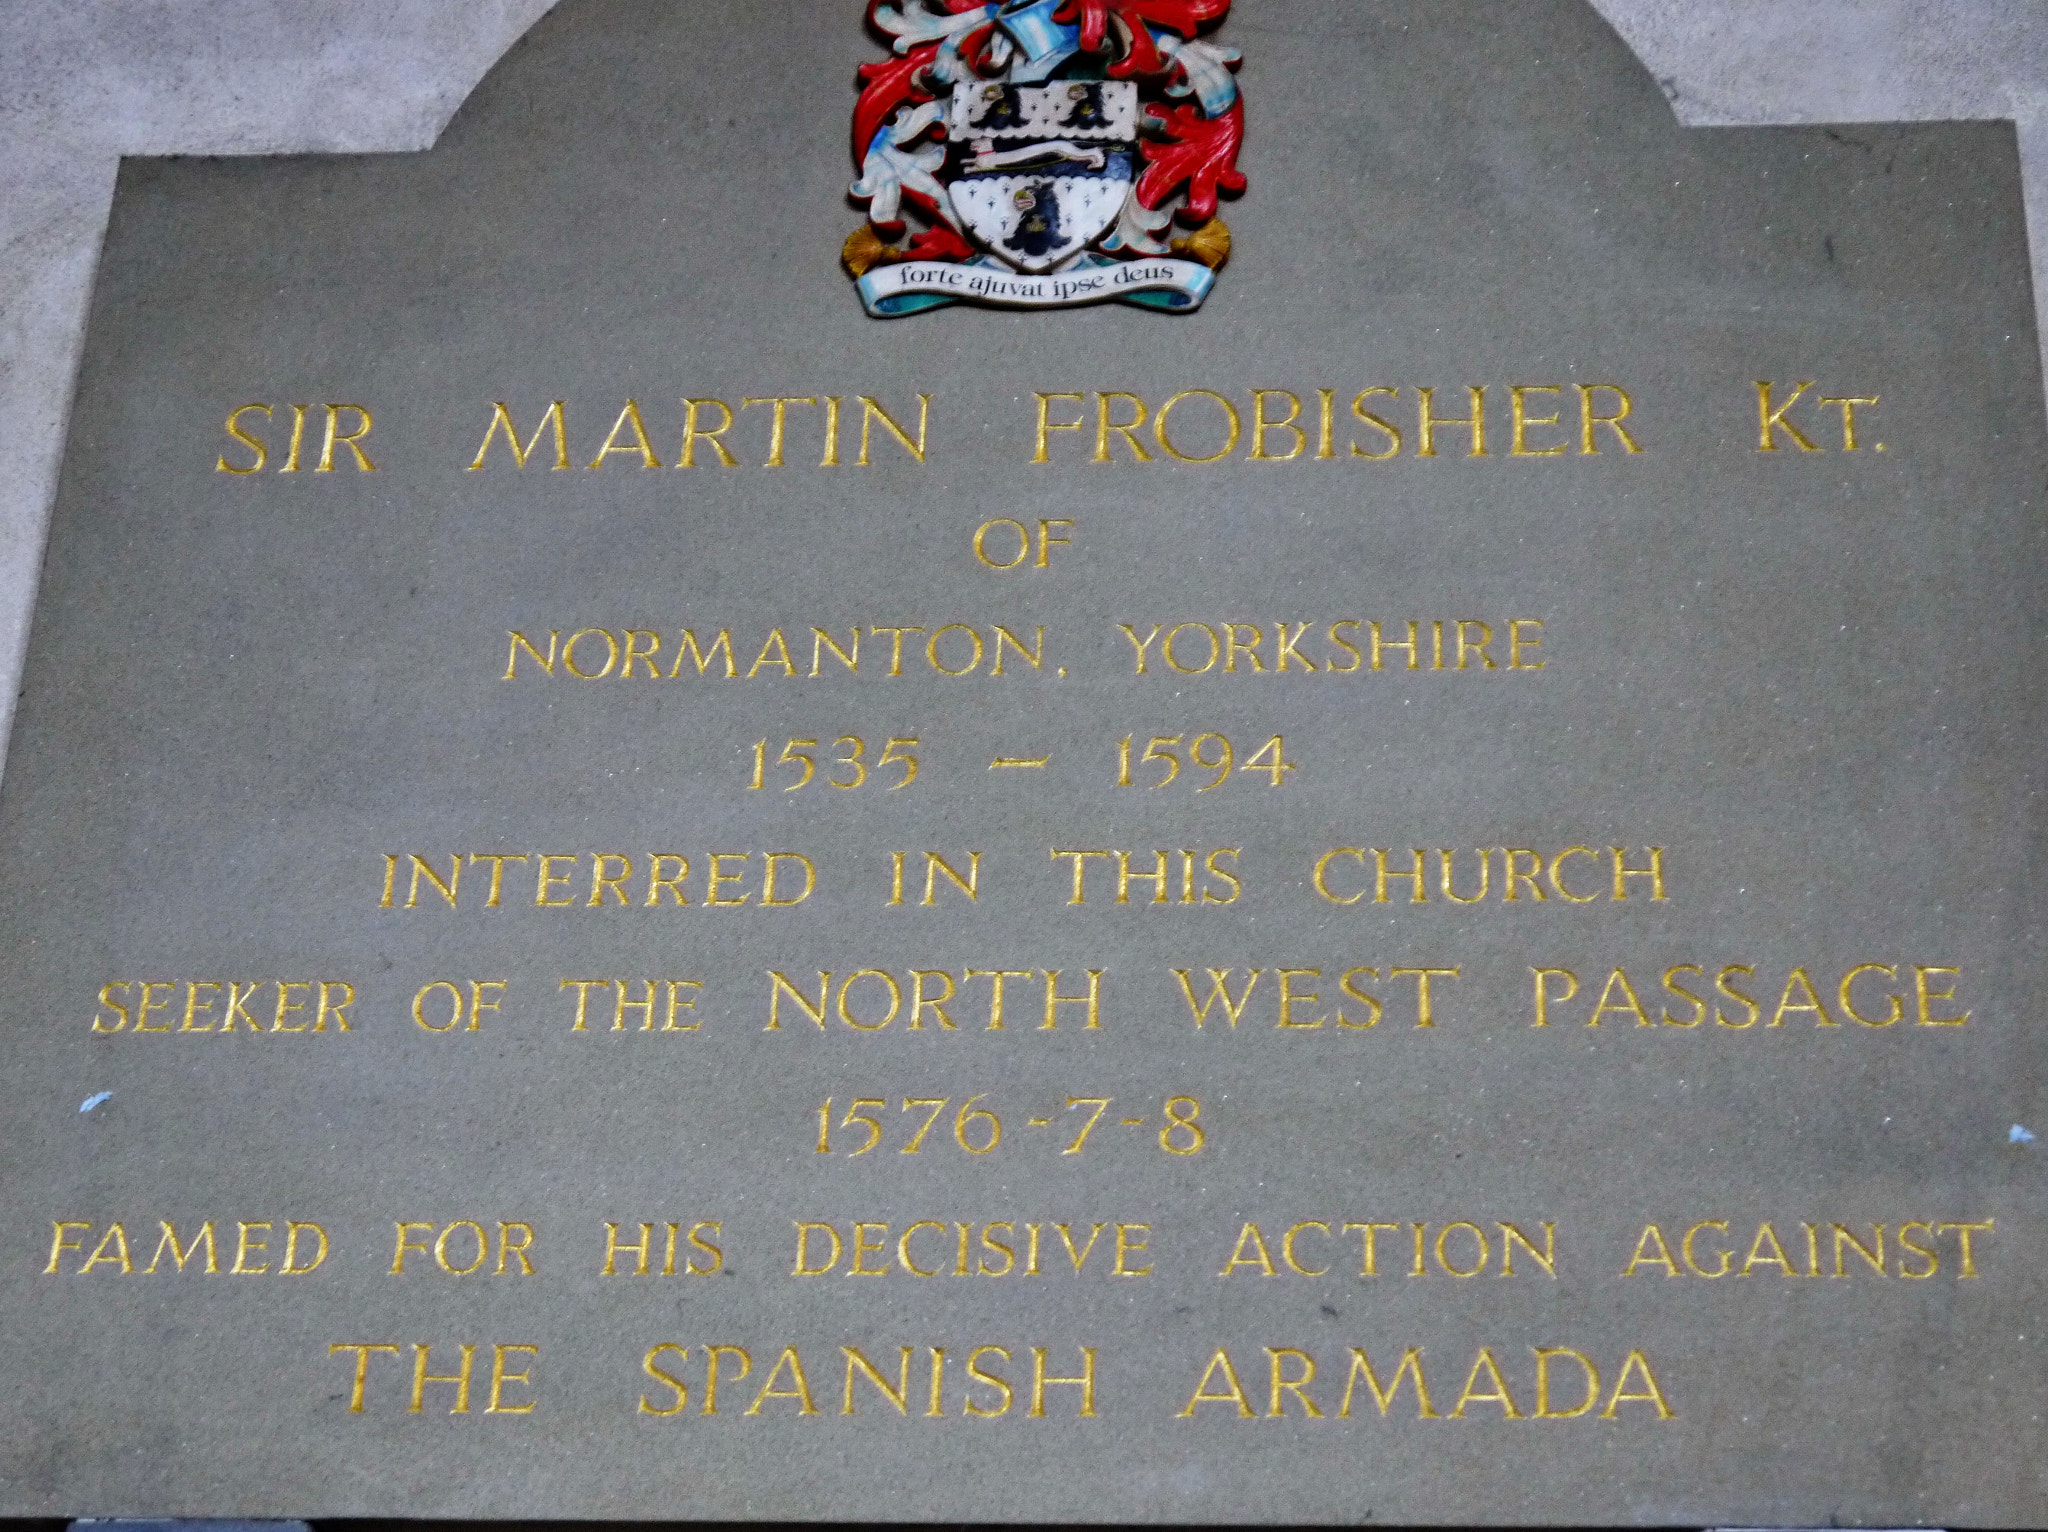 forte ajuvat ipse deus
SIR MARTIN FROBISHER KT.
OF
NORMANTON, YORKSHIRE
1535 – 1594
INTERRED IN THIS CHURCH
SEEKER OF THE NORTH WEST PASSAGE
1576-7-8
FAMED FOR HIS DECISIVE ACTION AGAINST
THE SPANISH ARMADA